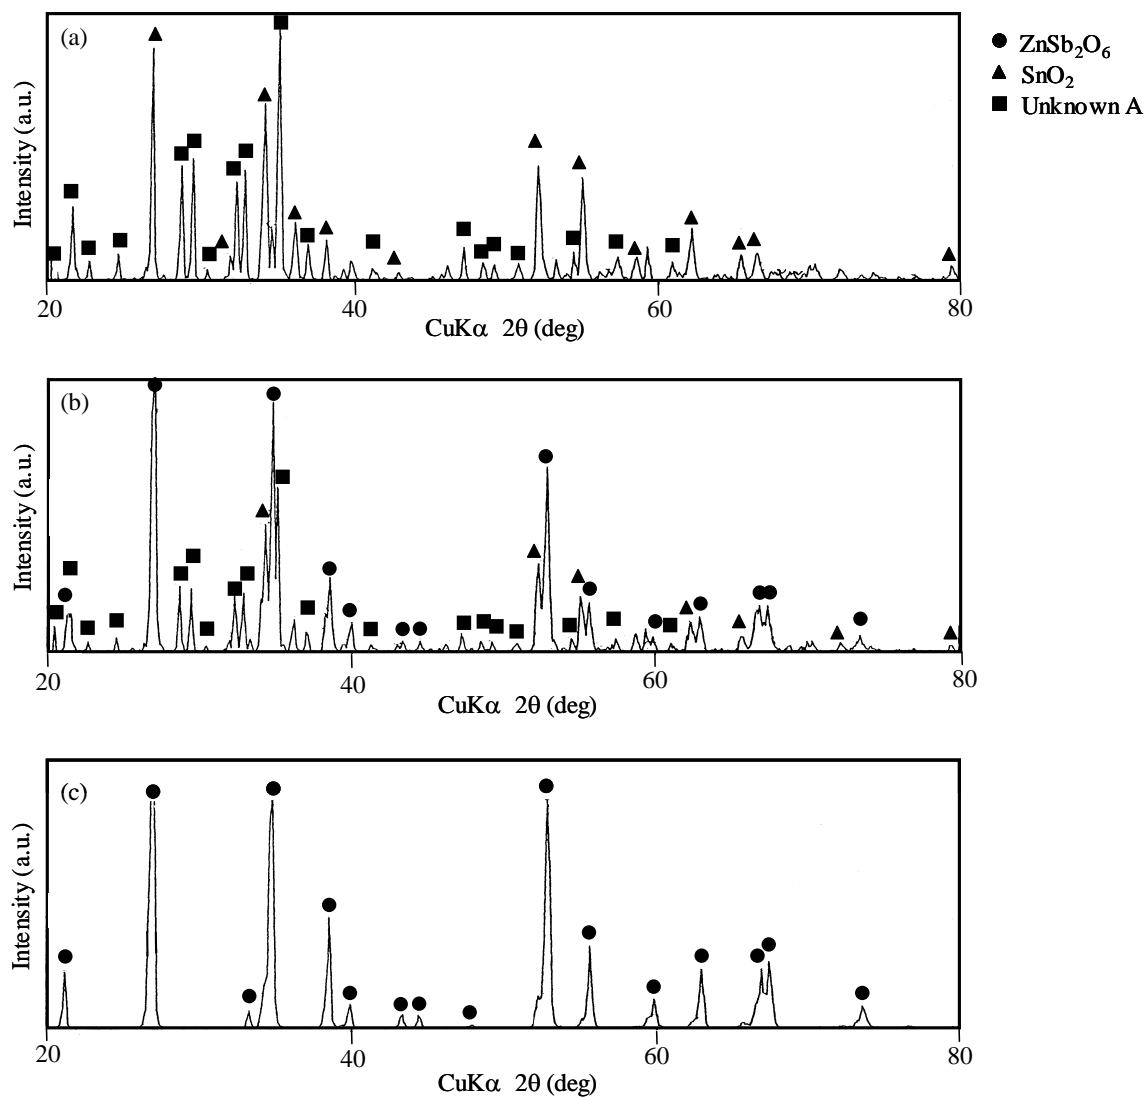 (a)
Intensity (a.u.)
20 40 60 80
CuKα 2θ (deg)
ZnSb₂O₆
SnO₂
Unknown A
(b)
Intensity (a.u.)
20 40 60 80
CuKα 2θ (deg)
(c)
Intensity (a.u.)
20 40 60 80
CuKα 2θ (deg)